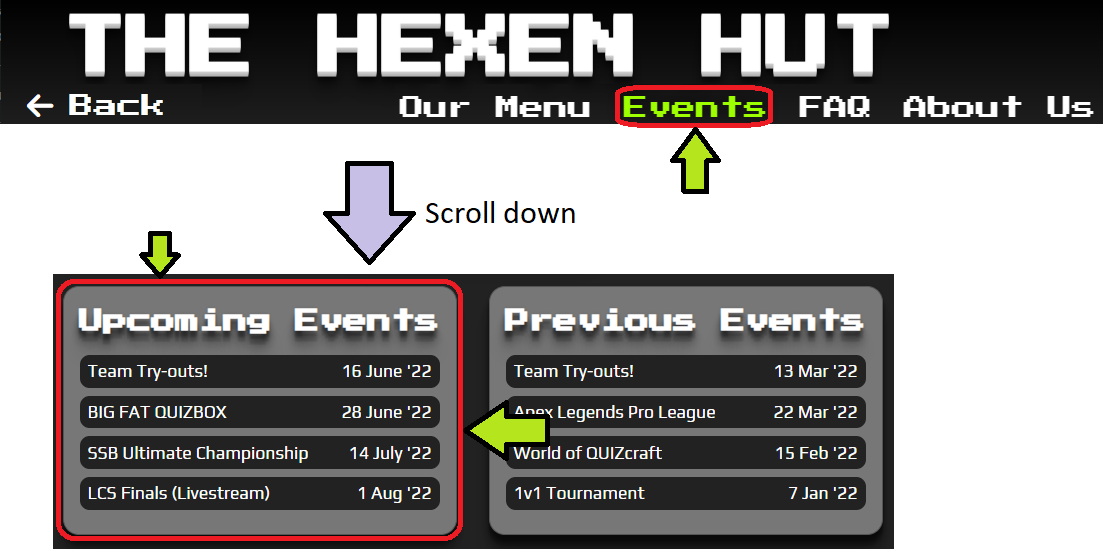 THE HEXEN HUT
← Back Our Menu Events FAQ About Us
Scroll down
Upcoming Events
Team Try-outs! 16 June '22
BIG FAT QUIZBOX 28 June '22
SSB Ultimate Championship 14 July '22
LCS Finals (Livestream) 1 Aug '22
Previous Events
Team Try-outs! 13 Mar '22
Apex Legends Pro League 22 Mar '22
World of QUIZcraft 15 Feb '22
1v1 Tournament 7 Jan '22